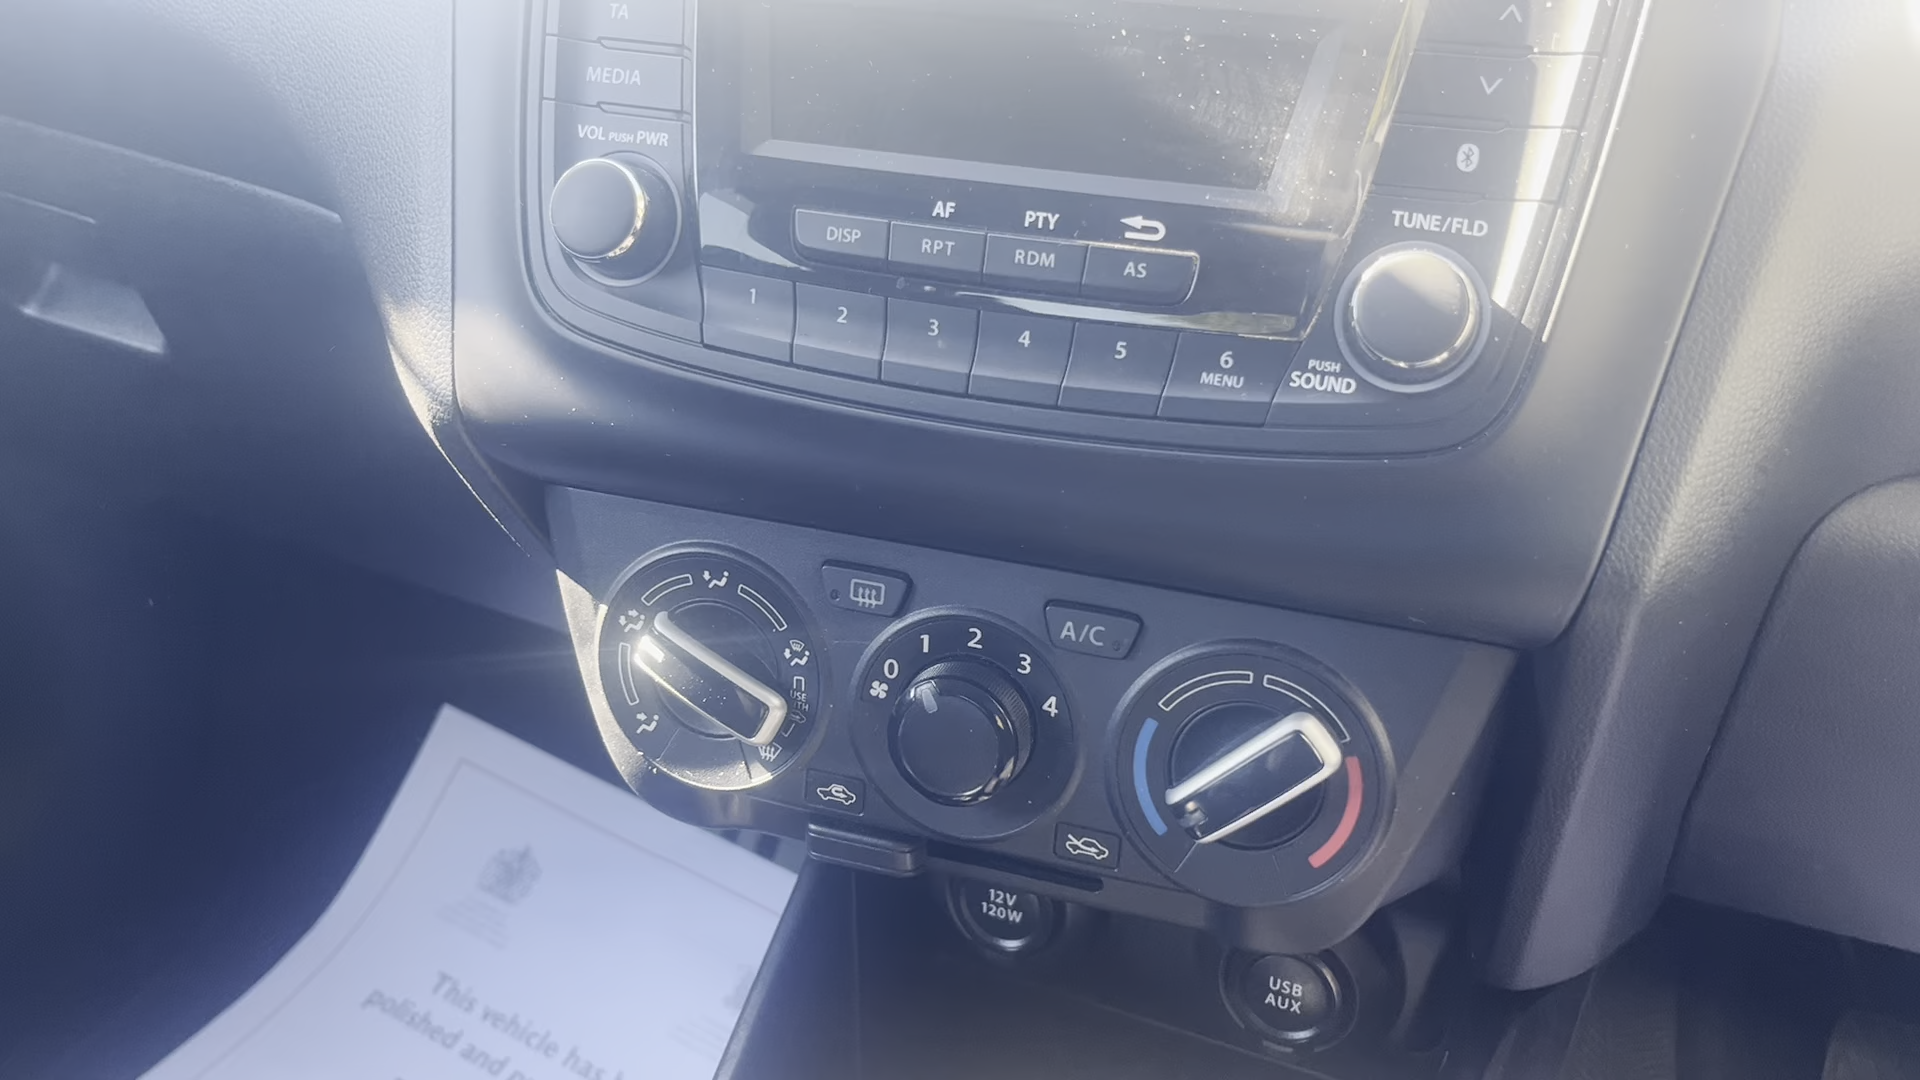 TA
MEDIA
VOL PUSH PWR
AF
PTY
TUNE/FLD
DISP
RPT
RDM
AS
1
2
3
4
5
6
MENU
PUSH
SOUND
0
1
2
3
4
A/C
USE
12V
120W
USB
AUX
This vehicle has
polished and